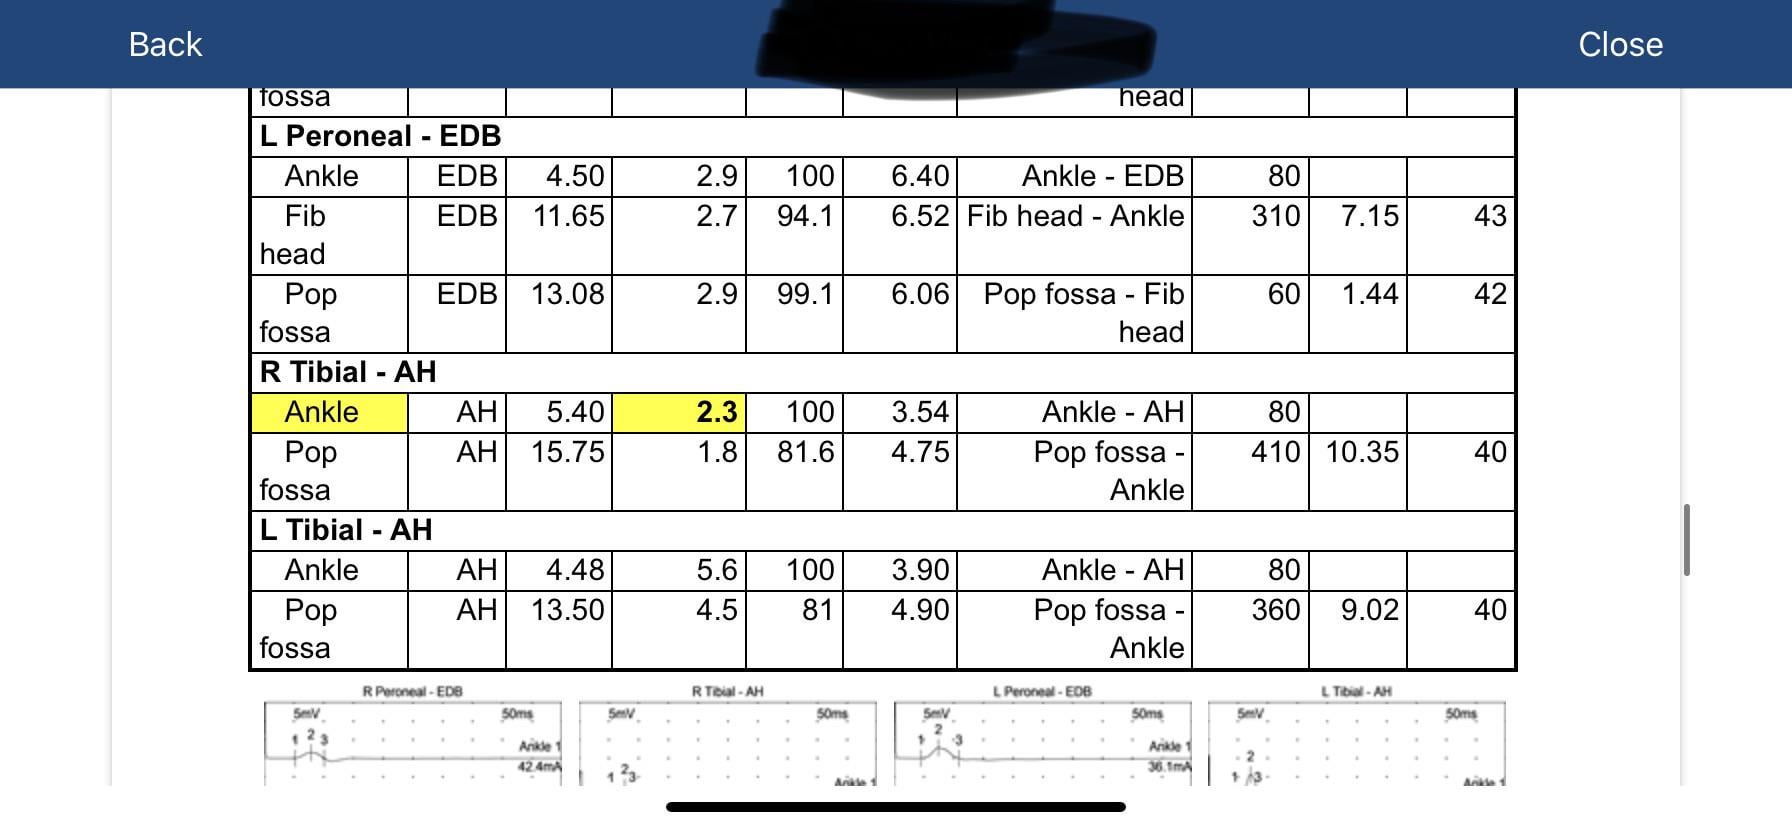 Back Close
fossa head
L Peroneal - EDB
Ankle EDB 4.50 2.9 100 6.40 Ankle - EDB 80
Fib EDB 11.65 2.7 94.1 6.52 Fib head - Ankle 310 7.15 43
head
Pop EDB 13.08 2.9 99.1 6.06 Pop fossa - Fib 60 1.44 42
fossa head
R Tibial - AH
Ankle AH 5.40 2.3 100 3.54 Ankle - AH 80
Pop AH 15.75 1.8 81.6 4.75 Pop fossa - 410 10.35 40
fossa Ankle
L Tibial - AH
Ankle AH 4.48 5.6 100 3.90 Ankle - AH 80
Pop AH 13.50 4.5 81 4.90 Pop fossa - 360 9.02 40
fossa Ankle
R Peroneal - EDB R Tibial - AH L Peroneal - EDB L Tibial - AH
5mV 50ms 5mV 50ms 5mV 50ms 5mV 50ms
1 2 3 Ankle 1 1 2 3 Ankle 1
42.4mA 36.1mA
1 2 3 Ankle 1 1 2 3 Ankle 1